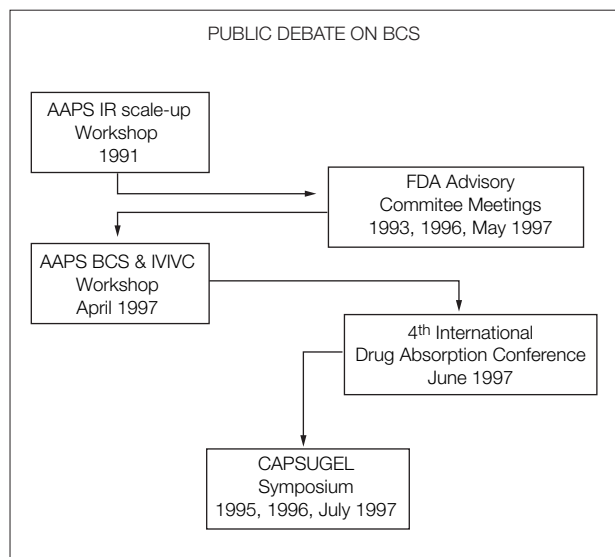 PUBLIC DEBATE ON BCS
AAPS IR scale-up
Workshop
1991
FDA Advisory
Commitee Meetings
1993, 1996, May 1997
AAPS BCS & IVIVC
Workshop
April 1997
4th International
Drug Absorption Conference
June 1997
CAPSUGEL
Symposium
1995, 1996, July 1997